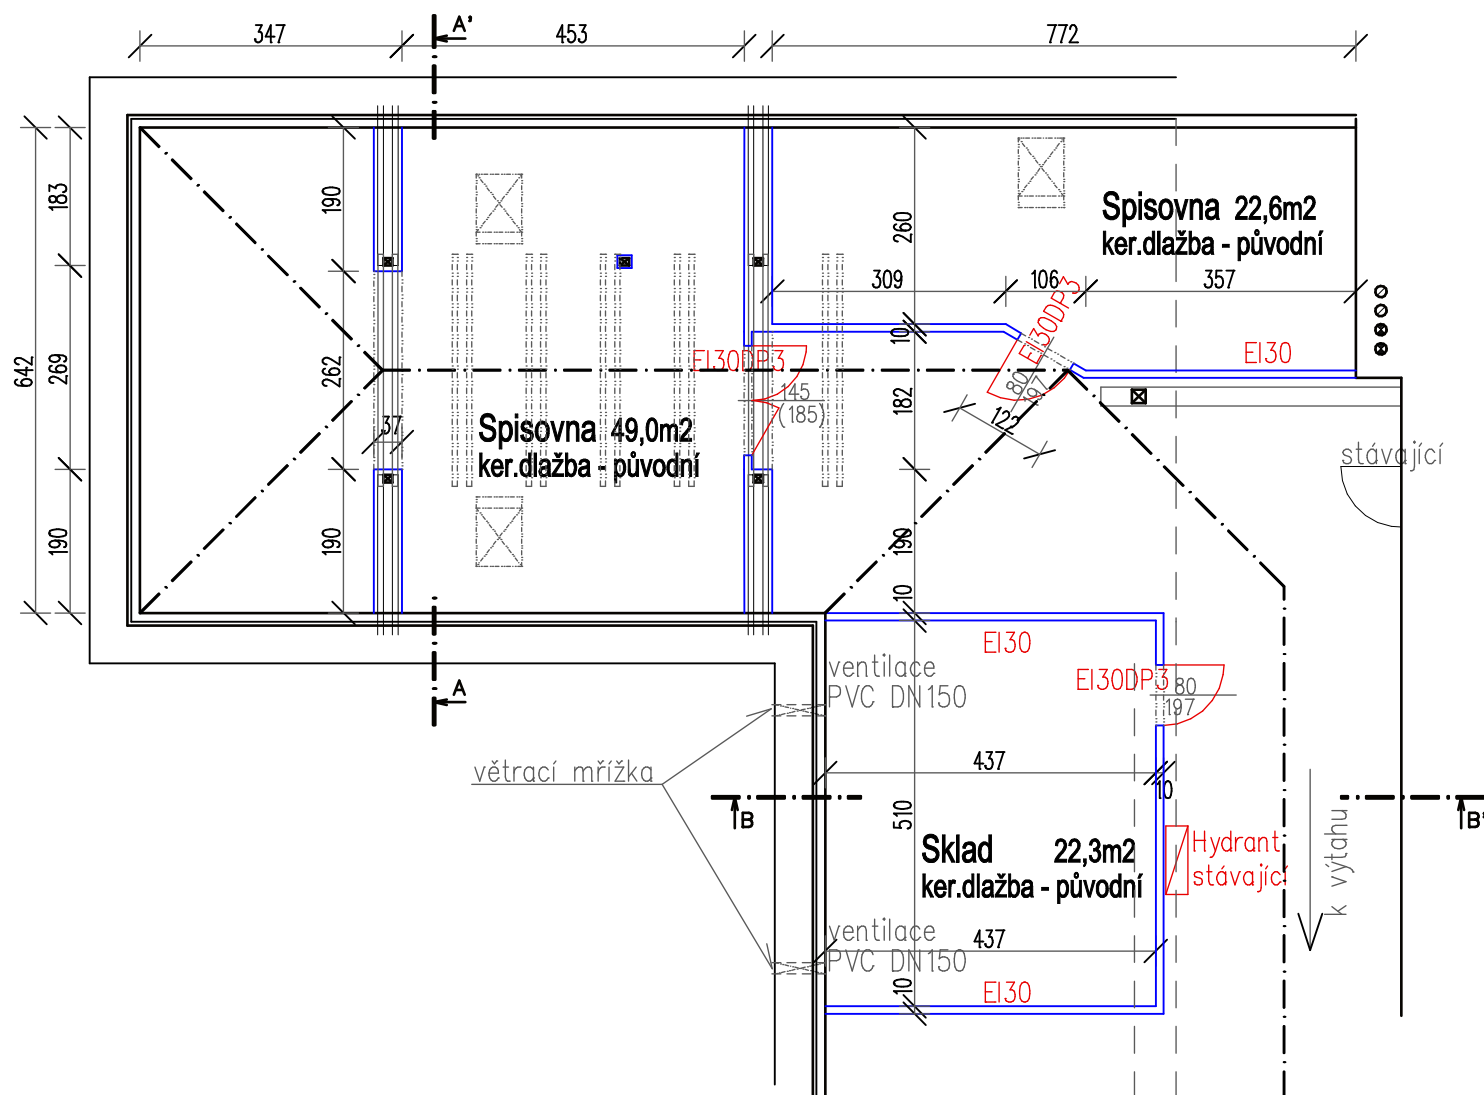 347
A'
453
772
183
190
260
Spisovna 22,6m2
ker.dlažba - původní
309
106
357
EI30DP3
10
642
269
262
EI30DP3
EI30
80
197
145
(185)
182
122
37
Spisovna 49,0m2
ker.dlažba - původní
stávající
190
190
190
10
EI30
ventilace
PVC DN150
EI30DP3
80
197
A
větrací mřížka
437
10
B
B'
510
Sklad 22,3m2
ker.dlažba - původní
Hydrant
stávající
k výtahu
ventilace
PVC DN150
437
10
EI30